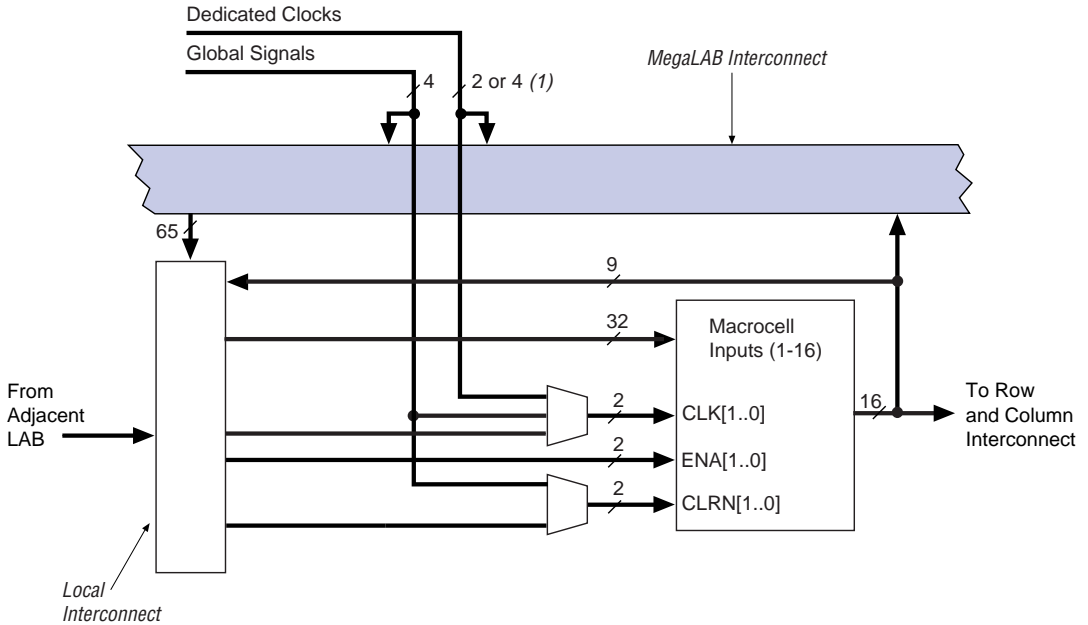 Dedicated Clocks
Global Signals
4
2 or 4 (1)
MegaLAB Interconnect
65
9
32
Macrocell
Inputs (1-16)
From
Adjacent
LAB
2
CLK[1..0]
16
To Row
and Column
Interconnect
2
ENA[1..0]
2
CLRN[1..0]
Local
Interconnect